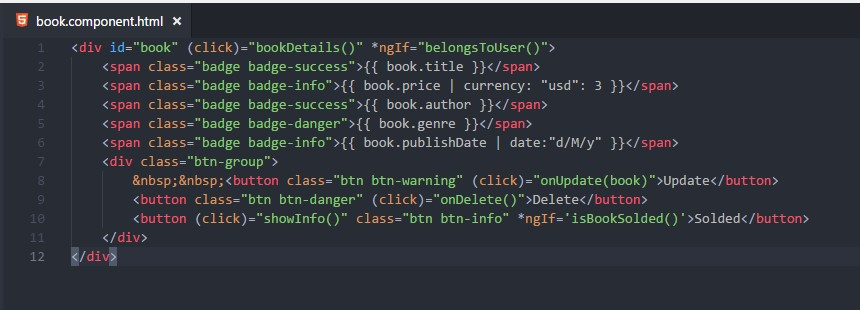 book.component.html ×
1 <div id="book" (click)="bookDetails()" *ngIf="belongsToUser()">
2 <span class="badge badge-success">{{ book.title }}</span>
3 <span class="badge badge-info">{{ book.price | currency: "usd": 3 }}</span>
4 <span class="badge badge-success">{{ book.author }}</span>
5 <span class="badge badge-danger">{{ book.genre }}</span>
6 <span class="badge badge-info">{{ book.publishDate | date:"d/M/y" }}</span>
7 <div class="btn-group">
8 &nbsp;&nbsp;<button class="btn btn-warning" (click)="onUpdate(book)">Update</button>
9 <button class="btn btn-danger" (click)="onDelete()">Delete</button>
10 <button (click)="showInfo()" class="btn btn-info" *ngIf='isBookSolded()'>Solded</button>
11 </div>
12 </div>